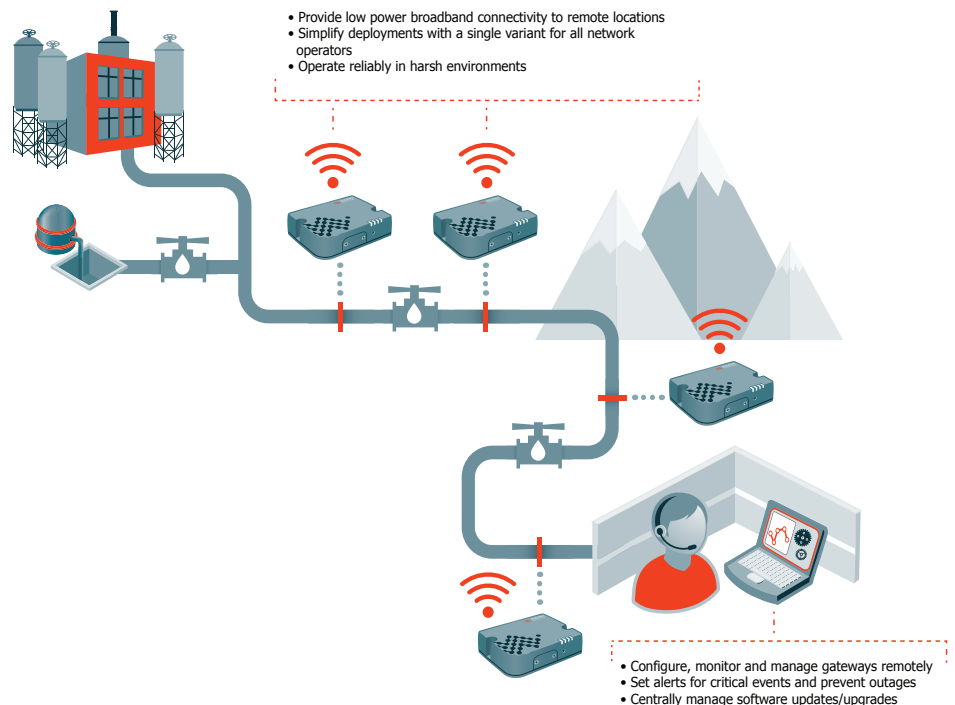 • Provide low power broadband connectivity to remote locations
• Simplify deployments with a single variant for all network
operators
• Operate reliably in harsh environments
• Configure, monitor and manage gateways remotely
• Set alerts for critical events and prevent outages
• Centrally manage software updates/upgrades